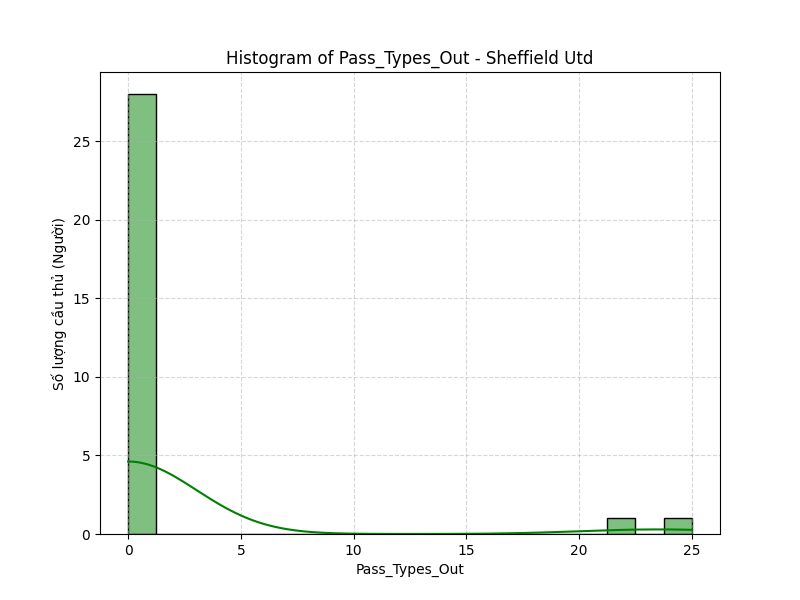 Histogram of Pass_Types_Out - Sheffield Utd
Số lượng cầu thủ (Người)
25
20
15
10
5
0
0 5 10 15 20 25
Pass_Types_Out